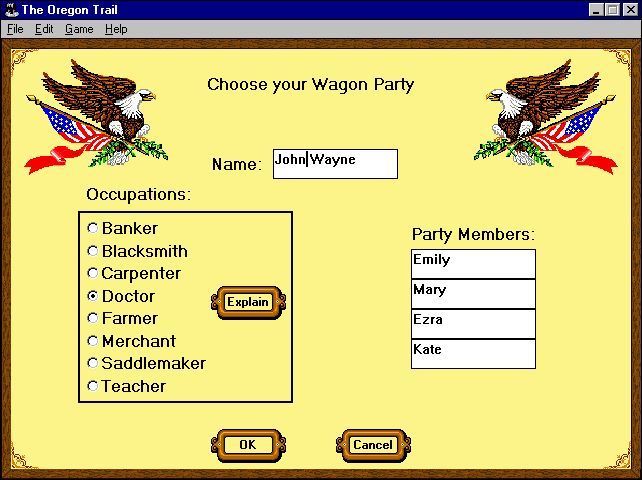 The Oregon Trail
File Edit Game Help
Choose your Wagon Party
Name: John Wayne
Occupations:
Banker
Blacksmith
Carpenter
Doctor
Farmer
Merchant
Saddlemaker
Teacher
Explain
Party Members:
Emily
Mary
Ezra
Kate
OK Cancel